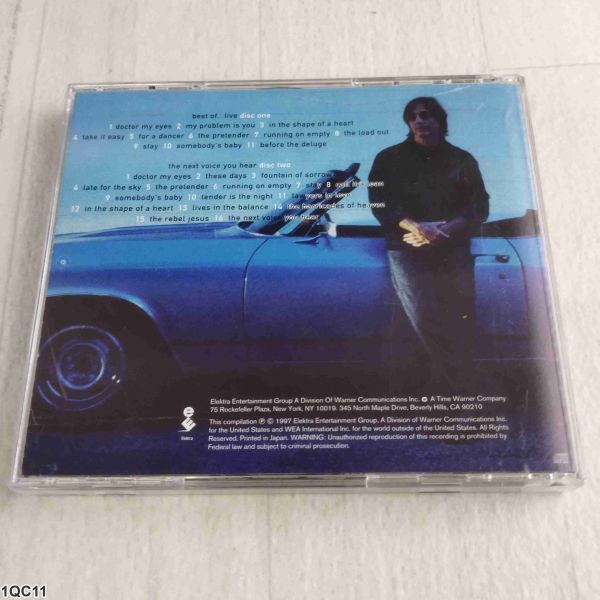 best of.. live disc one
1 doctor my eyes 2 my problem is you 3 in the shape of a heart
4 take it easy 5 for a dancer 6 the pretender 7 running on empty 8 the load out
9 stay 10 somebody's baby 11 before the deluge
the next voice you hear disc two
1 doctor my eyes 2 these days 3 fountain of sorrow
4 late for the sky 5 the pretender 6 running on empty 7 stay 8 call it a loan
9 somebody's baby 10 tender is the night 11 lawyers in love
12 in the shape of a heart 13 lives in the balance 14 the barricades of heaven
15 the rebel jesus 16 the next voice you hear
Elektra Entertainment Group A Division Of Warner Communications Inc. A Time Warner Company
75 Rockefeller Plaza, New York, NY 10019. 345 North Maple Drive, Beverly Hills, CA 90210
This compilation ℗ © 1997 Elektra Entertainment Group, A Division of Warner Communications Inc.
for the United States and WEA International Inc. for the world outside of the United States. All Rights
Reserved. Printed in Japan. WARNING: Unauthorized reproduction of this recording is prohibited by
Federal law and subject to criminal prosecution.
Elektra
1QC11